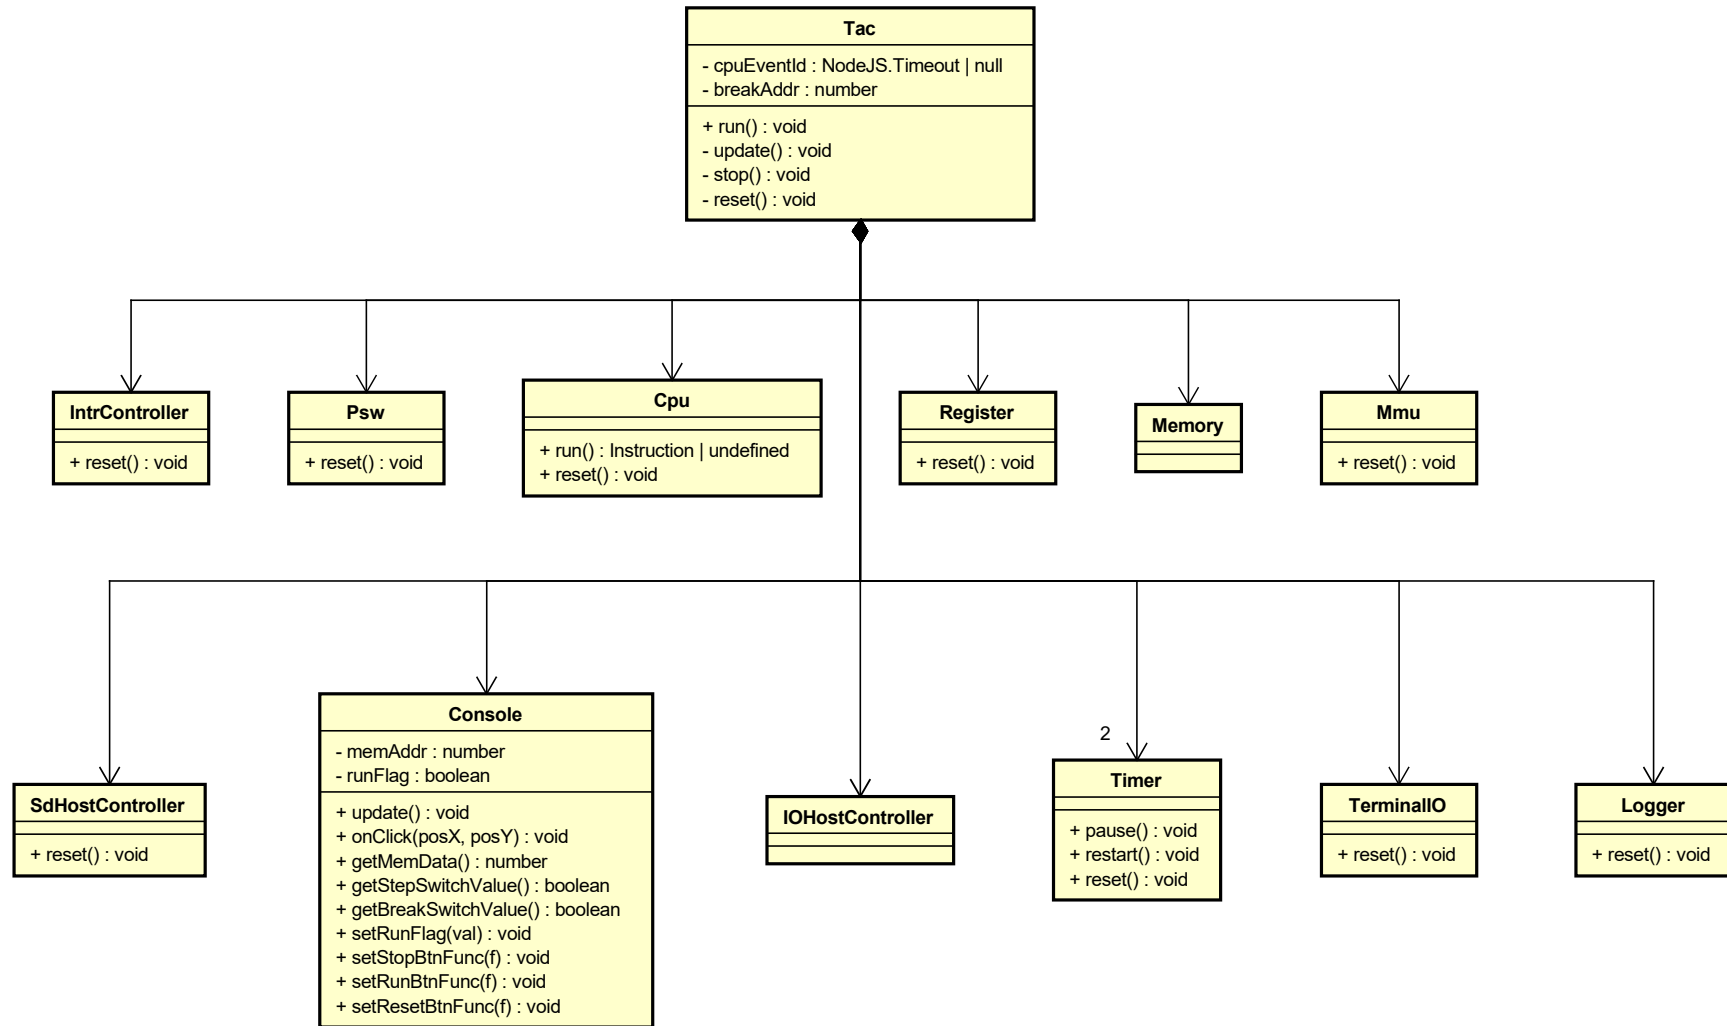 Tac
- cpuEventId : NodeJS.Timeout | null
- breakAddr : number
+ run() : void
- update() : void
- stop() : void
- reset() : void
IntrController
+ reset() : void
Psw
+ reset() : void
Cpu
+ run() : Instruction | undefined
+ reset() : void
Register
+ reset() : void
Memory
Mmu
+ reset() : void
SdHostController
+ reset() : void
Console
- memAddr : number
- runFlag : boolean
+ update() : void
+ onClick(posX, posY) : void
+ getMemData() : number
+ getStepSwitchValue() : boolean
+ getBreakSwitchValue() : boolean
+ setRunFlag(val) : void
+ setStopBtnFunc(f) : void
+ setRunBtnFunc(f) : void
+ setResetBtnFunc(f) : void
IOHostController
2
Timer
+ pause() : void
+ restart() : void
+ reset() : void
TerminalIO
+ reset() : void
Logger
+ reset() : void